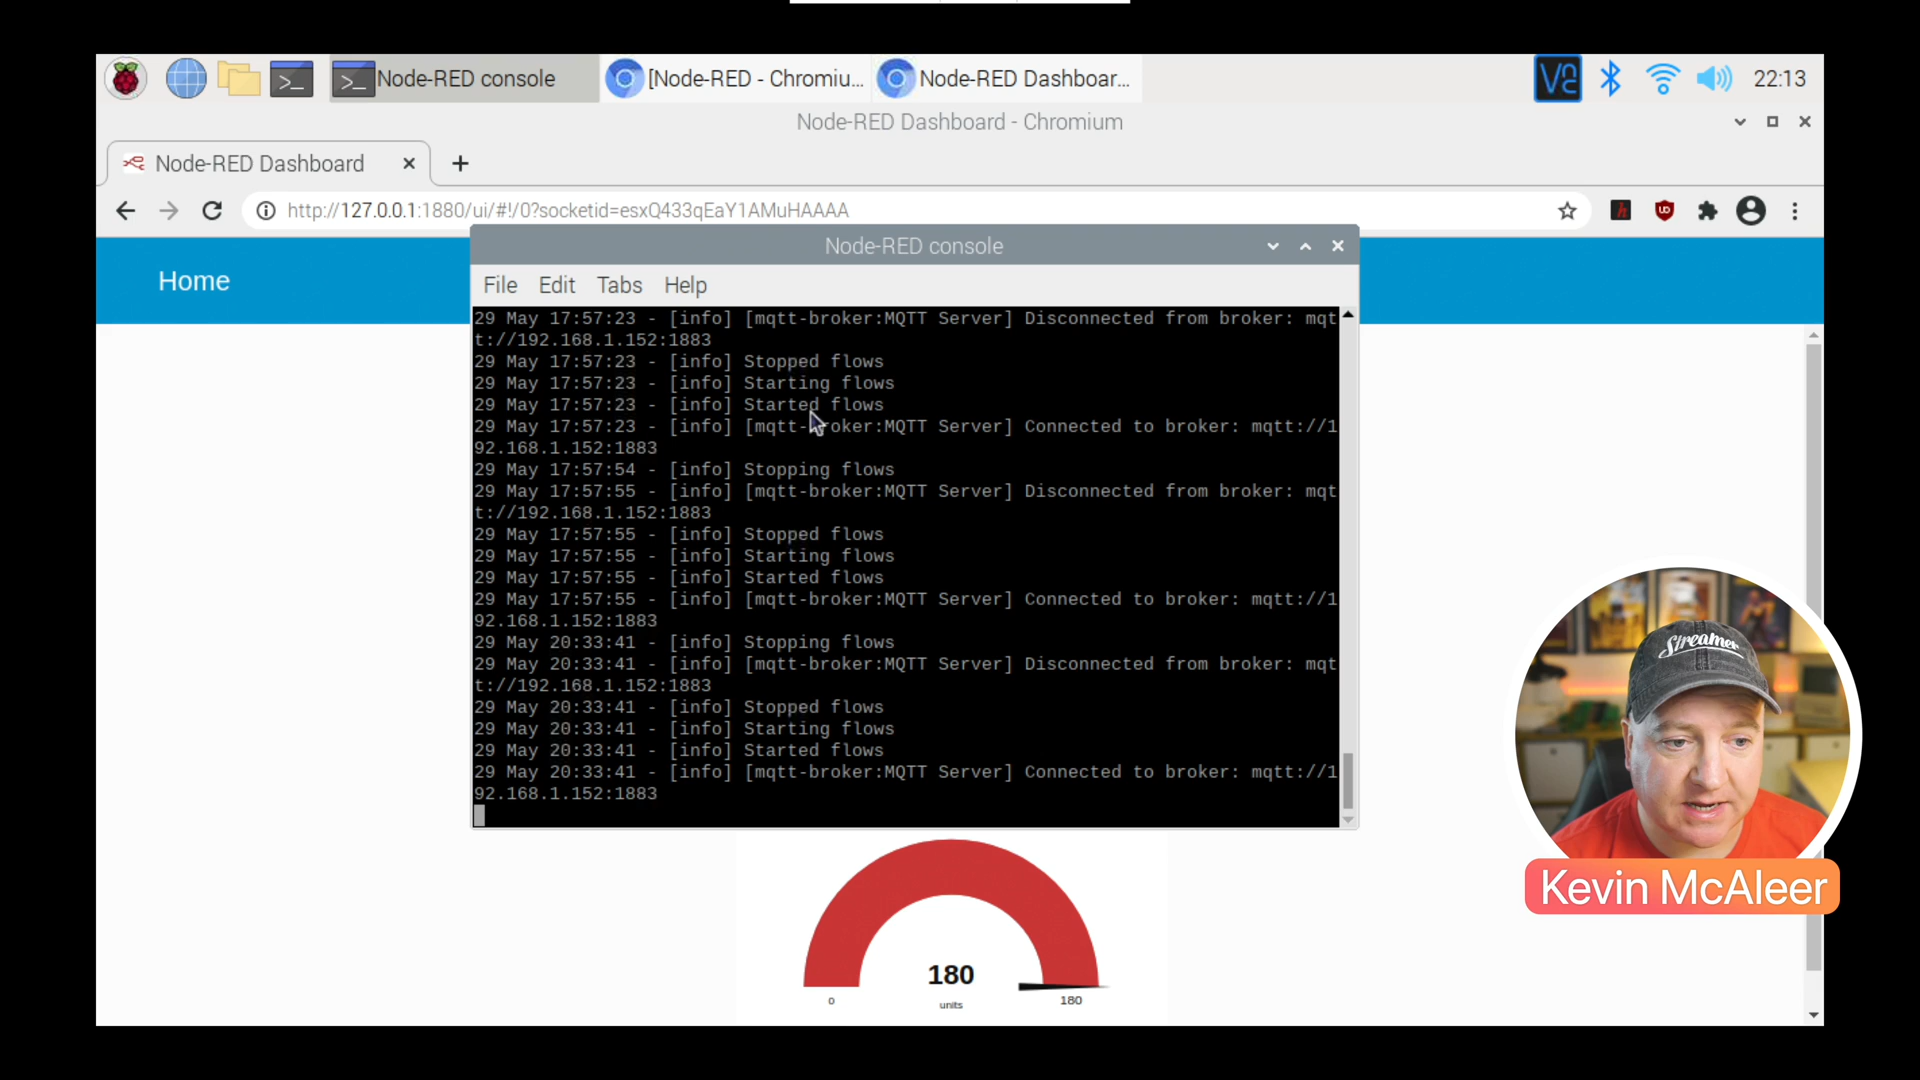 Node-RED console
[Node-RED - Chromiu...
Node-RED Dashboar...
22:13
Node-RED Dashboard - Chromium
Node-RED Dashboard
http://127.0.0.1:1880/ui/#!/0?socketid=esxQ433qEaY1AMuHAAAA
Home
Node-RED console
File Edit Tabs Help
29 May 17:57:23 - [info] [mqtt-broker:MQTT Server] Disconnected from broker: mqt
t://192.168.1.152:1883
29 May 17:57:23 - [info] Stopped flows
29 May 17:57:23 - [info] Starting flows
29 May 17:57:23 - [info] Started flows
29 May 17:57:23 - [info] [mqtt-broker:MQTT Server] Connected to broker: mqtt://1
92.168.1.152:1883
29 May 17:57:54 - [info] Stopping flows
29 May 17:57:55 - [info] [mqtt-broker:MQTT Server] Disconnected from broker: mqt
t://192.168.1.152:1883
29 May 17:57:55 - [info] Stopped flows
29 May 17:57:55 - [info] Starting flows
29 May 17:57:55 - [info] Started flows
29 May 17:57:55 - [info] [mqtt-broker:MQTT Server] Connected to broker: mqtt://1
92.168.1.152:1883
29 May 20:33:41 - [info] Stopping flows
29 May 20:33:41 - [info] [mqtt-broker:MQTT Server] Disconnected from broker: mqt
t://192.168.1.152:1883
29 May 20:33:41 - [info] Stopped flows
29 May 20:33:41 - [info] Starting flows
29 May 20:33:41 - [info] Started flows
29 May 20:33:41 - [info] [mqtt-broker:MQTT Server] Connected to broker: mqtt://1
92.168.1.152:1883
Streamer
Kevin McAleer
180
0 units 180